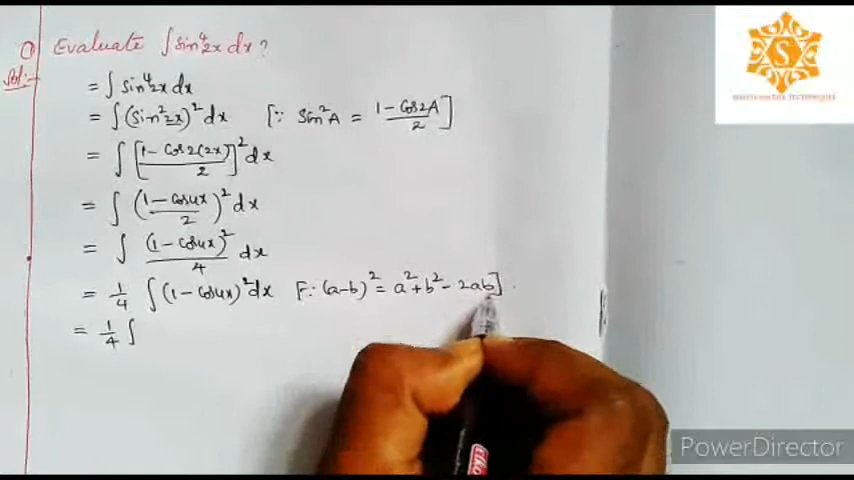 Q Evaluate ∫ sin⁴2x dx?
Sol:- = ∫ sin⁴2x dx
= ∫ (sin²2x)² dx [∵ Sin²A = 1 - Cos2A / 2]
= ∫ [1 - Cos2(2x) / 2]² dx
= ∫ (1 - Cos4x / 2)² dx
= ∫ (1 - Cos4x)² / 4 dx
= 1/4 ∫ (1 - Cos4x)² dx [∵ (a-b)² = a² + b² - 2ab]
= 1/4 ∫
S
PowerDirector